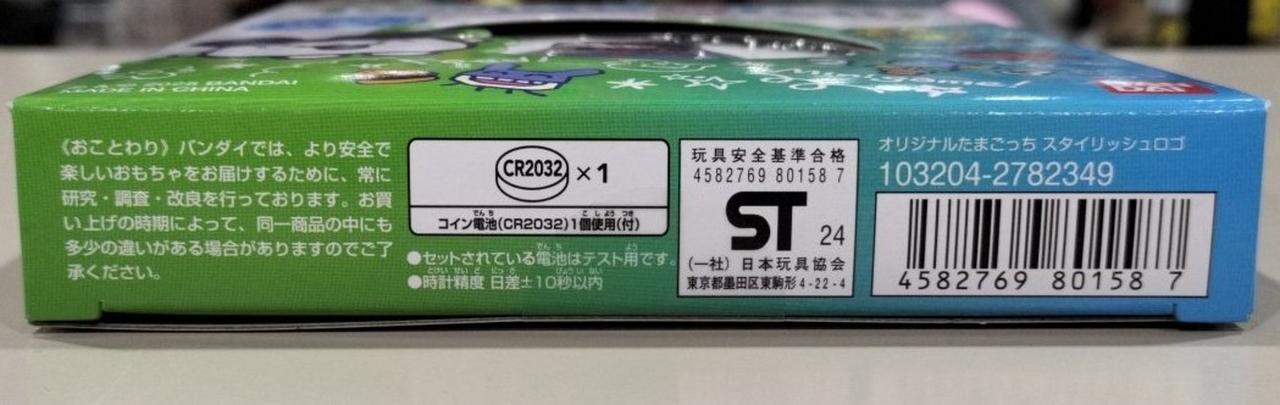 BANDAI
MADE IN CHINA
《おことわり》バンダイでは、より安全で
楽しいおもちゃをお届けするために、常に
研究・調査・改良を行っております。お買
い上げの時期によって、同一商品の中にも
多少の違いがある場合がありますのでご了
承ください。
CR2032 ×1
コイン電池(CR2032)1個使用(付)
●セットされている電池はテスト用です。
●時計精度 日差±10秒以内
玩具安全基準合格
4582769 80158 7
ST 24
(一社) 日本玩具協会
東京都墨田区東駒形4-22-4
オリジナルたまごっち スタイリッシュロゴ
103204-2782349
4582769 80158 7